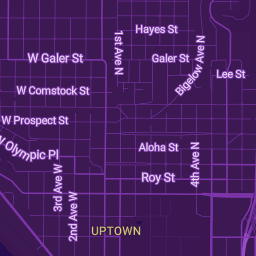 Hayes St
1st Ave N
W Galer St
Galer St
Bigelow Ave N
Lee St
W Comstock St
W Prospect St
W Olympic Pl
Aloha St
4th Ave N
Roy St
3rd Ave W
2nd Ave W
UPTOWN